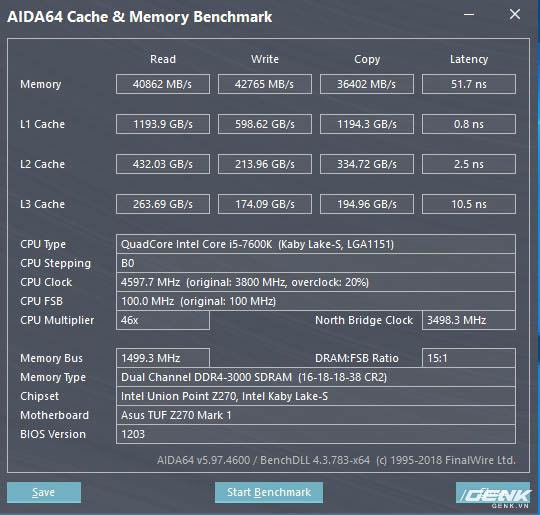 AIDA64 Cache & Memory Benchmark
Read Write Copy Latency
Memory 40862 MB/s 42765 MB/s 36402 MB/s 51.7 ns
L1 Cache 1193.9 GB/s 598.62 GB/s 1194.3 GB/s 0.8 ns
L2 Cache 432.03 GB/s 213.96 GB/s 334.72 GB/s 2.5 ns
L3 Cache 263.69 GB/s 174.09 GB/s 194.96 GB/s 10.5 ns
CPU Type QuadCore Intel Core i5-7600K (Kaby Lake-S, LGA1151)
CPU Stepping B0
CPU Clock 4597.7 MHz (original: 3800 MHz, overclock: 20%)
CPU FSB 100.0 MHz (original: 100 MHz)
CPU Multiplier 46x North Bridge Clock 3498.3 MHz
Memory Bus 1499.3 MHz DRAM:FSB Ratio 15:1
Memory Type Dual Channel DDR4-3000 SDRAM (16-18-18-38 CR2)
Chipset Intel Union Point Z270, Intel Kaby Lake-S
Motherboard Asus TUF Z270 Mark 1
BIOS Version 1203
AIDA64 v5.97.4600 / BenchDLL 4.3.783-x64 (c) 1995-2018 FinalWire Ltd.
Save Start Benchmark GENK
GENK.VN